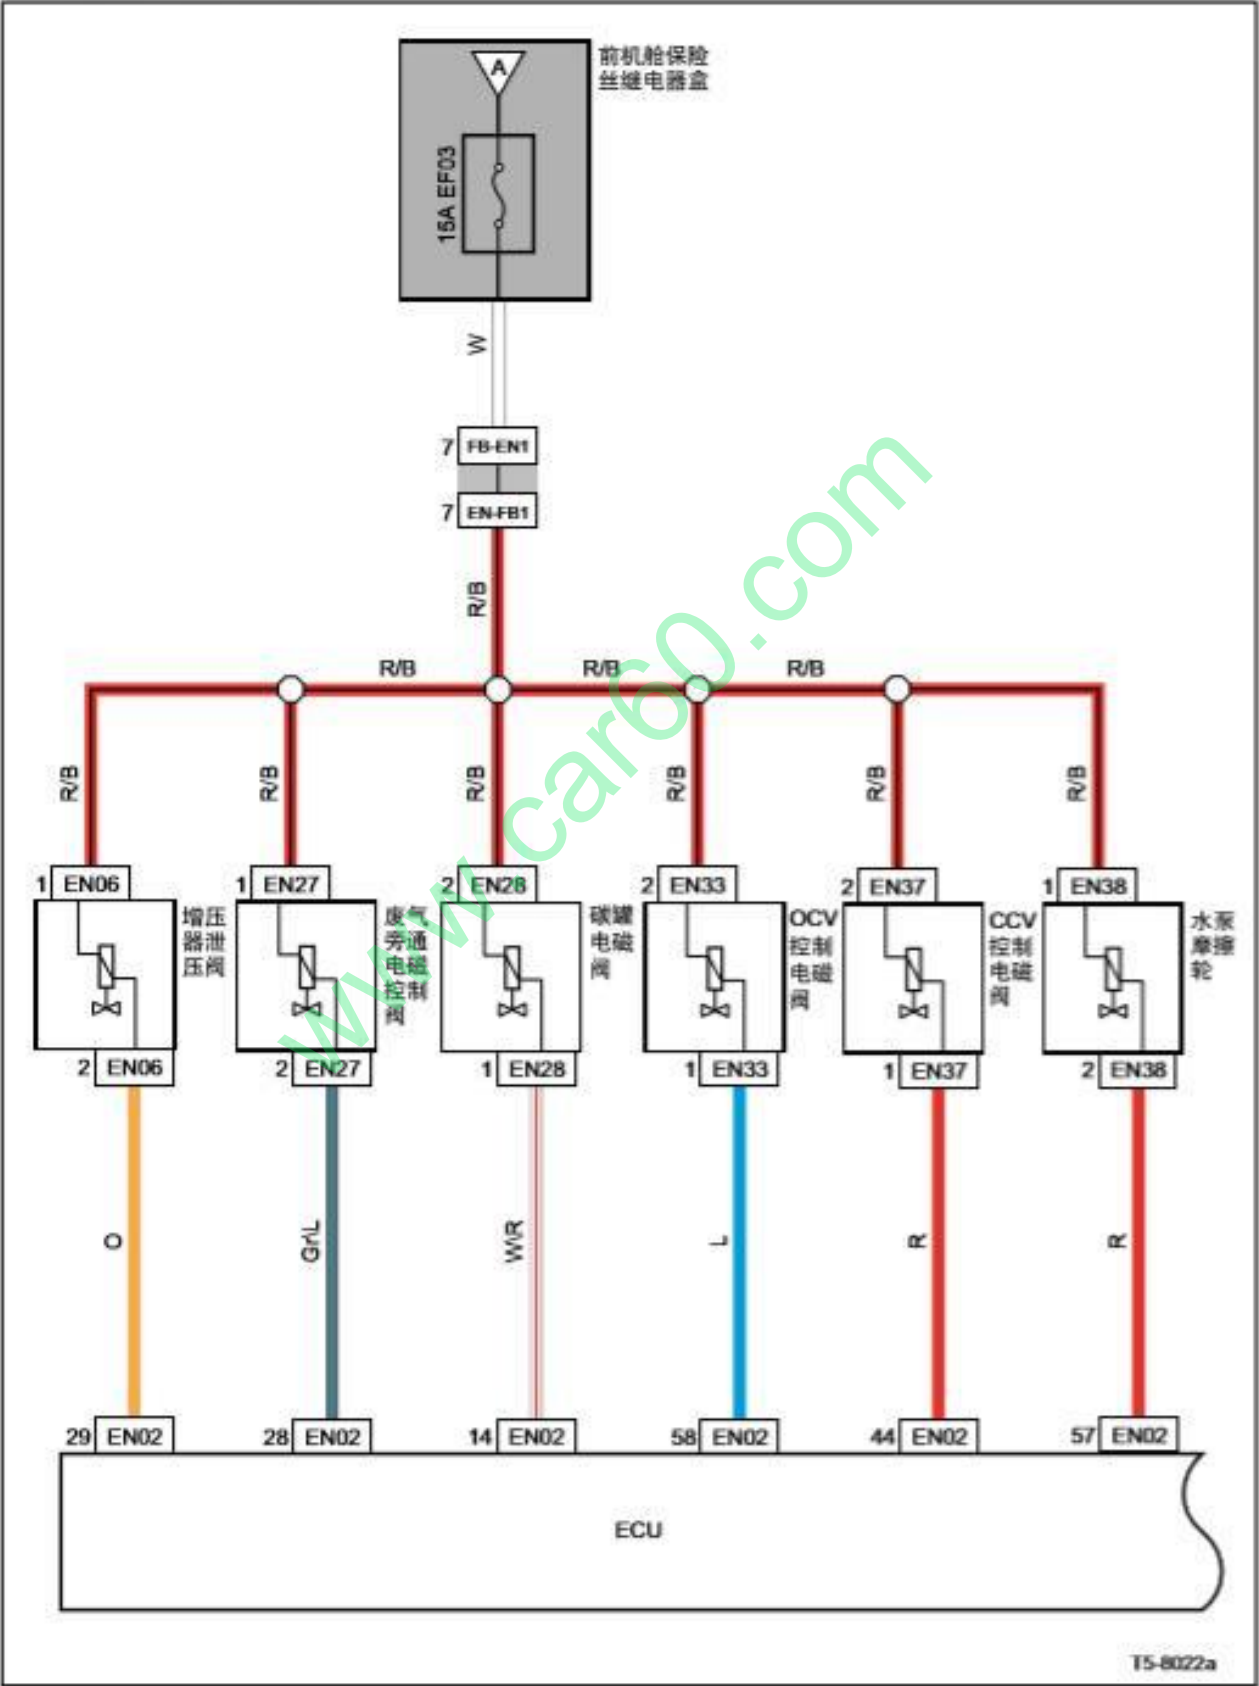 A
前机舱保险
丝继电器盒
15A EF03
W
7 FB-EN1
7 EN-FB1
R/B
R/B R/B R/B
R/B R/B R/B R/B R/B R/B
1 EN06 1 EN27 2 EN28 2 EN33 2 EN37 1 EN38
增压
器泄
压阀
废气
旁通
电磁
控制
阀
碳罐
电磁
阀
OCV
控制
电磁
阀
CCV
控制
电磁
阀
水泵
摩擦
轮
2 EN06 2 EN27 1 EN28 1 EN33 1 EN37 2 EN38
O Gr\L W\R L R R
29 EN02 28 EN02 14 EN02 58 EN02 44 EN02 57 EN02
ECU
T5-8022a
www.car60.com